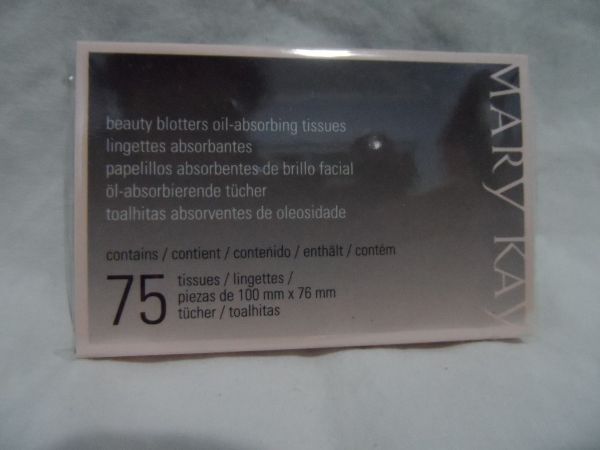 beauty blotters oil-absorbing tissues
lingettes absorbantes
papelillos absorbentes de brillo facial
öl-absorbierende tücher
toalhitas absorventes de oleosidade
contains / contient / contenido / enthält / contém
75
tissues / lingettes /
piezas de 100 mm x 76 mm
tücher / toalhitas
MARY KAY